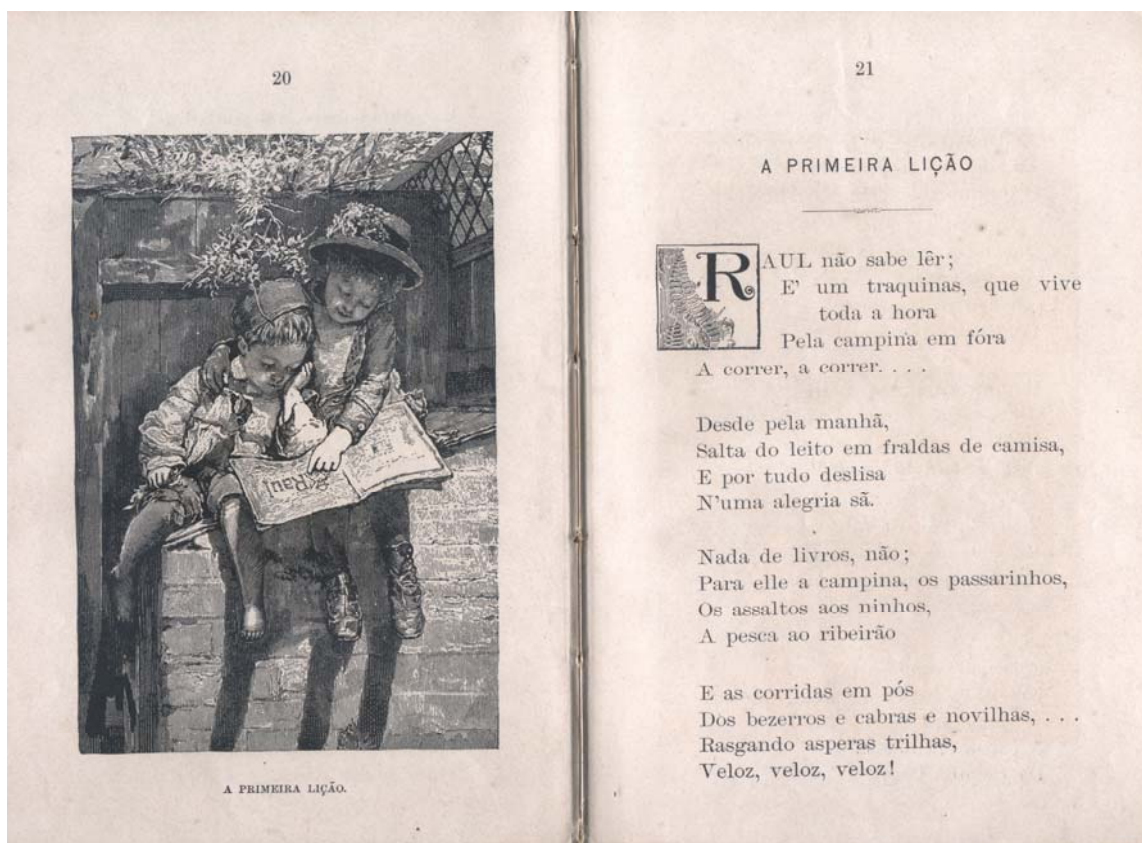 20
Raul
A PRIMEIRA LIÇÃO.
21
A PRIMEIRA LIÇÃO
RAUL não sabe lêr;
E' um traquinas, que vive
toda a hora
Pela campina em fóra
A correr, a correr. . . .
Desde pela manhã,
Salta do leito em fraldas de camisa,
E por tudo deslisa
N'uma alegria sã.
Nada de livros, não;
Para elle a campina, os passarinhos,
Os assaltos aos ninhos,
A pesca ao ribeirão
E as corridas em pós
Dos bezerros e cabras e novilhas, . . .
Rasgando asperas trilhas,
Veloz, veloz, veloz!